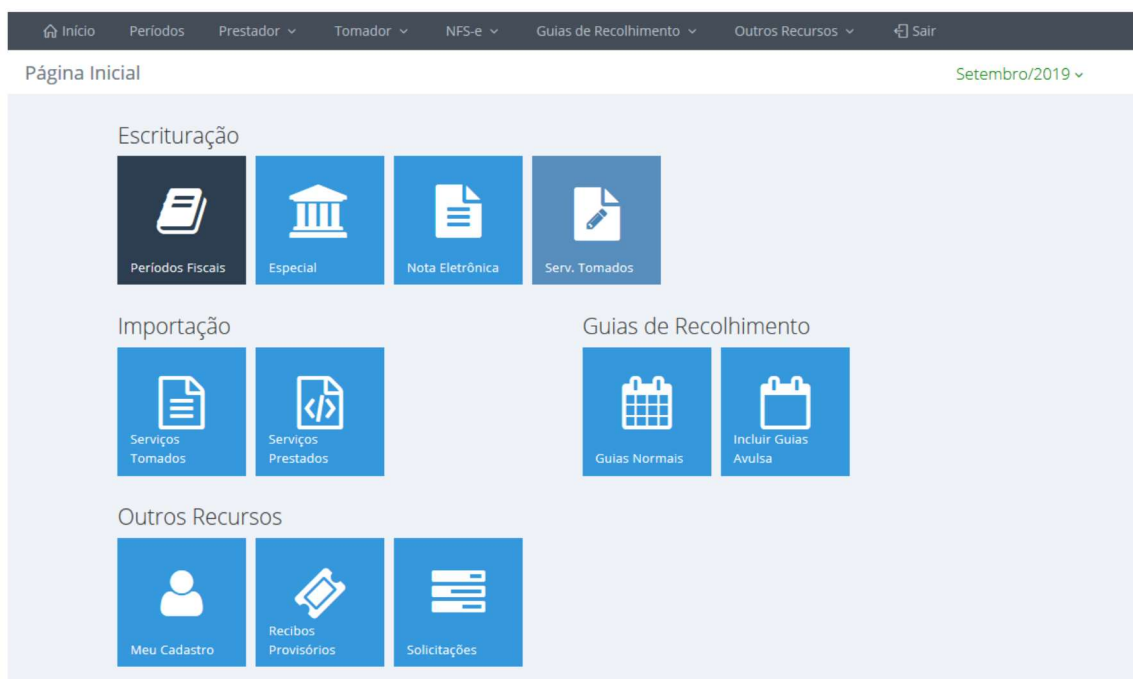 Início Períodos Prestador Tomador NFS-e Guias de Recolhimento Outros Recursos Sair
Página Inicial
Setembro/2019
Escrituração
Períodos Fiscais
Especial
Nota Eletrônica
Serv. Tomados
Importação
Serviços
Tomados
Serviços
Prestados
Guias de Recolhimento
Guias Normais
Incluir Guias
Avulsa
Outros Recursos
Meu Cadastro
Recibos
Provisórios
Solicitações